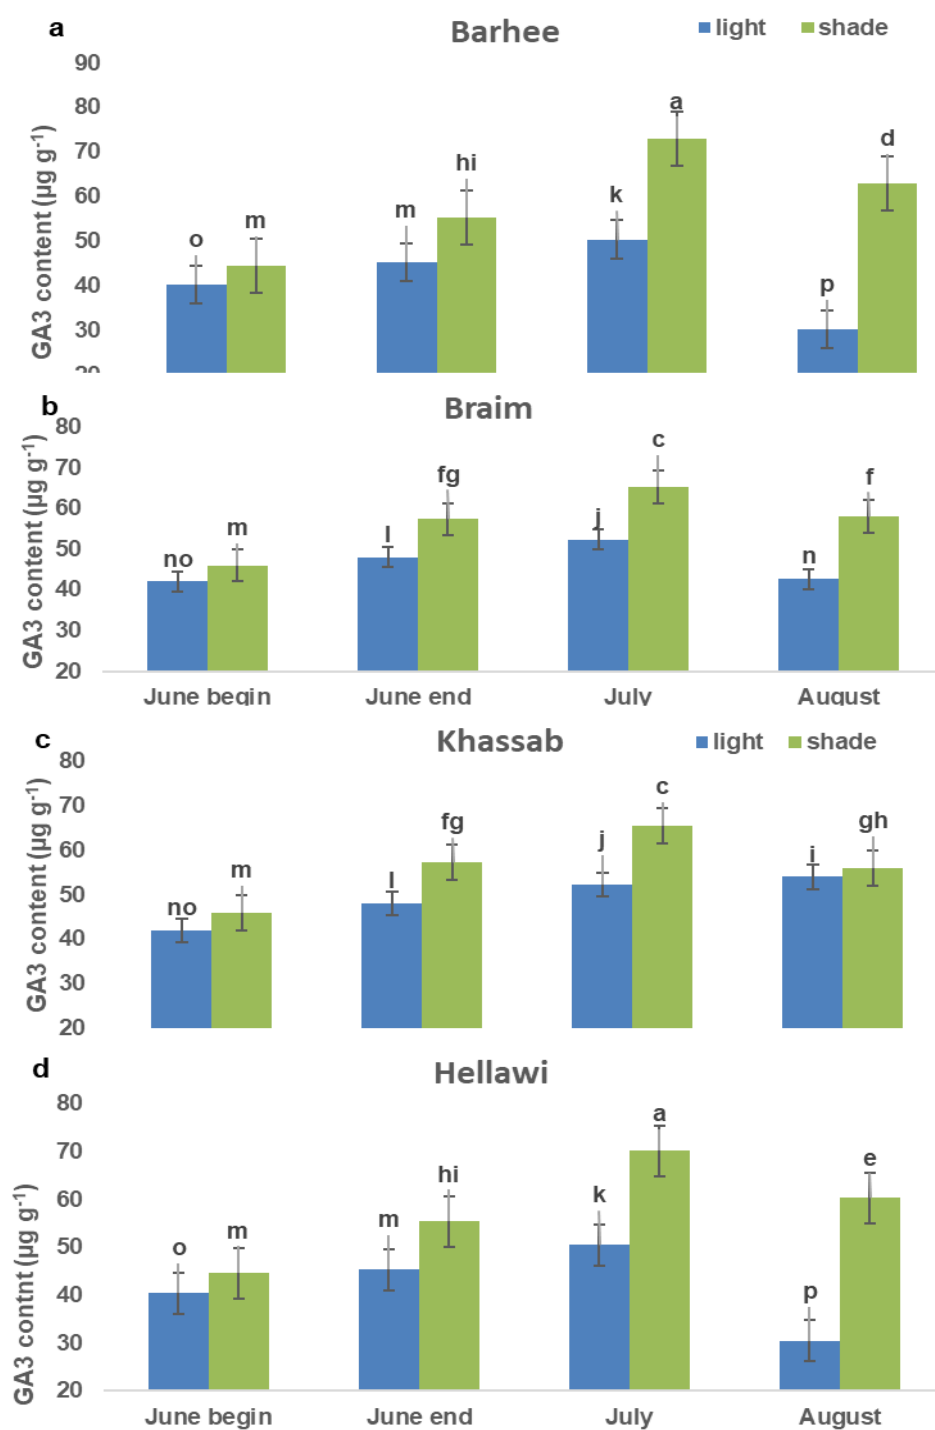 a
Barhee
light shade
GA3 content (µg g-1)
90
80
70
60
50
40
30
20
o m m hi k a p d
b
Braim
GA3 content (µg g-1)
80
70
60
50
40
30
20
no m l fg j c n f
June begin June end July August
c
Khassab
light shade
GA3 content (µg g-1)
80
70
60
50
40
30
20
no m l fg j c i gh
d
Hellawi
GA3 contnt (µg g-1)
80
70
60
50
40
30
20
o m m hi k a p e
June begin June end July August